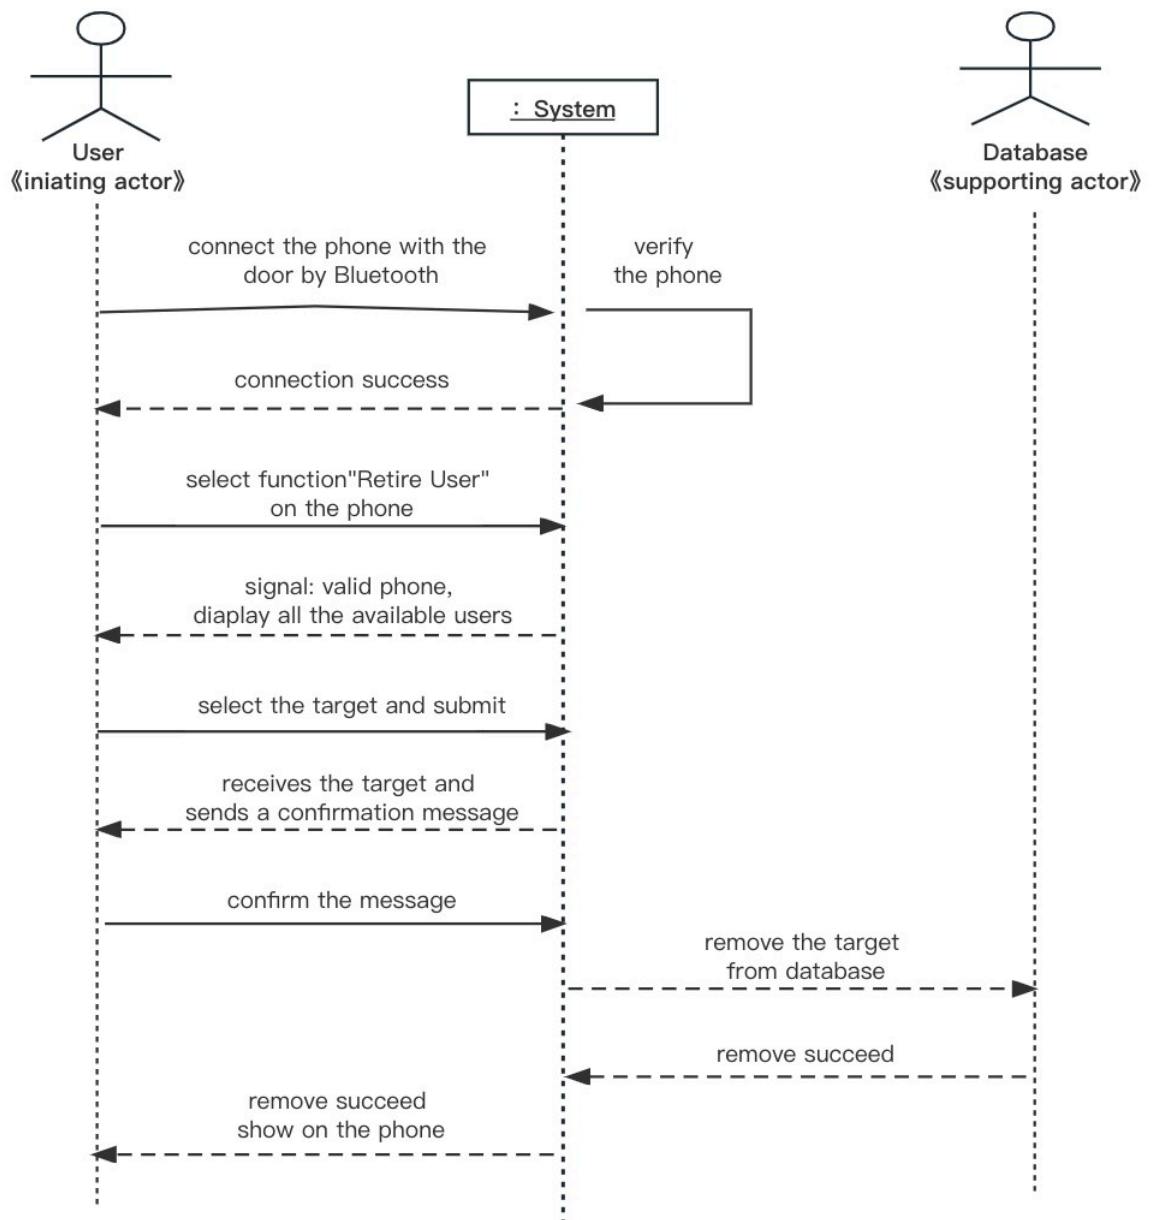 : System
User
《iniating actor》
Database
《supporting actor》
connect the phone with the
door by Bluetooth
verify
the phone
connection success
select function"Retire User"
on the phone
signal: valid phone,
diaplay all the available users
select the target and submit
receives the target and
sends a confirmation message
confirm the message
remove the target
from database
remove succeed
remove succeed
show on the phone